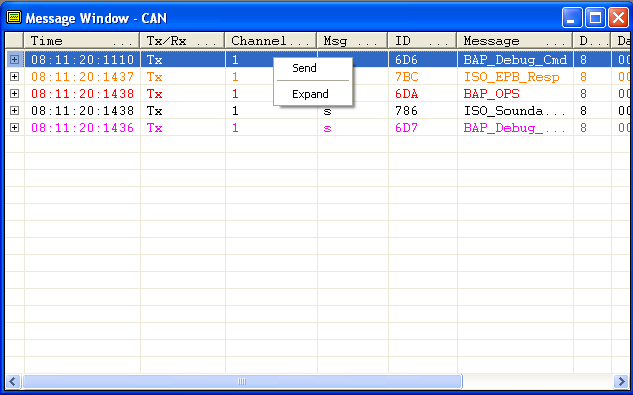 Message Window - CAN
Time ... Tx/Rx ... Channel... Msg ... ID ... Message ... D... Da
08:11:20:1110 Tx 1 6D6 BAP_Debug_Cmd 8 00
Send
08:11:20:1437 Tx 1 7BC ISO_EPB_Resp 8 00
08:11:20:1438 Tx 1 6DA BAP_OPS 8 00
Expand
08:11:20:1438 Tx 1 s 786 ISO_Sounda... 8 00
08:11:20:1436 Tx 1 s 6D7 BAP_Debug_... 8 00